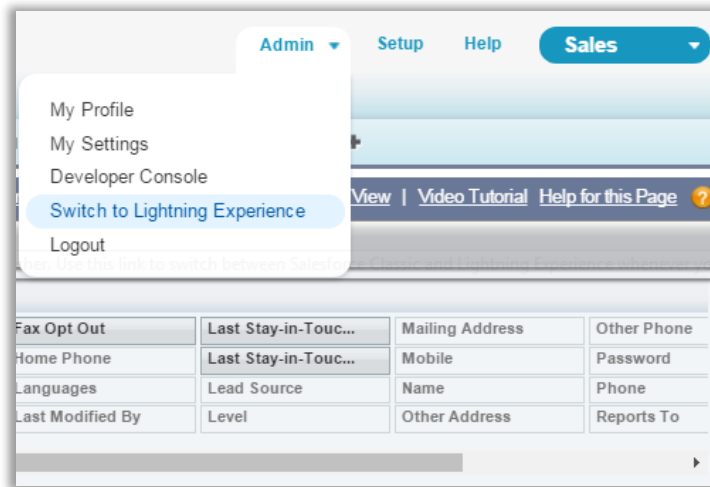 Admin Setup Help Sales
My Profile
My Settings
Developer Console
View | Video Tutorial Help for this Page ?
Switch to Lightning Experience
Logout
her. Use this link to switch between Salesforce Classic and Lightning Experience whenever yo
Fax Opt Out Last Stay-in-Touc... Mailing Address Other Phone
Home Phone Last Stay-in-Touc... Mobile Password
Languages Lead Source Name Phone
Last Modified By Level Other Address Reports To